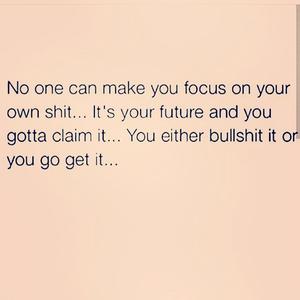 No one can make you focus on your
own shit... It's your future and you
gotta claim it... You either bullshit it or
you go get it...